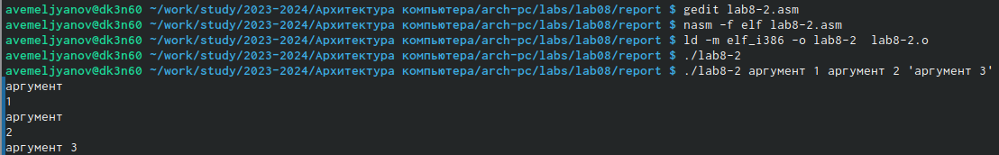 avemeljyanov@dk3n60 ~/work/study/2023-2024/Архитектура компьютера/arch-pc/labs/lab08/report $ gedit lab8-2.asm
avemeljyanov@dk3n60 ~/work/study/2023-2024/Архитектура компьютера/arch-pc/labs/lab08/report $ nasm -f elf lab8-2.asm
avemeljyanov@dk3n60 ~/work/study/2023-2024/Архитектура компьютера/arch-pc/labs/lab08/report $ ld -m elf_i386 -o lab8-2  lab8-2.o
avemeljyanov@dk3n60 ~/work/study/2023-2024/Архитектура компьютера/arch-pc/labs/lab08/report $ ./lab8-2
avemeljyanov@dk3n60 ~/work/study/2023-2024/Архитектура компьютера/arch-pc/labs/lab08/report $ ./lab8-2 аргумент 1 аргумент 2 'аргумент 3'
аргумент
1
аргумент
2
аргумент 3